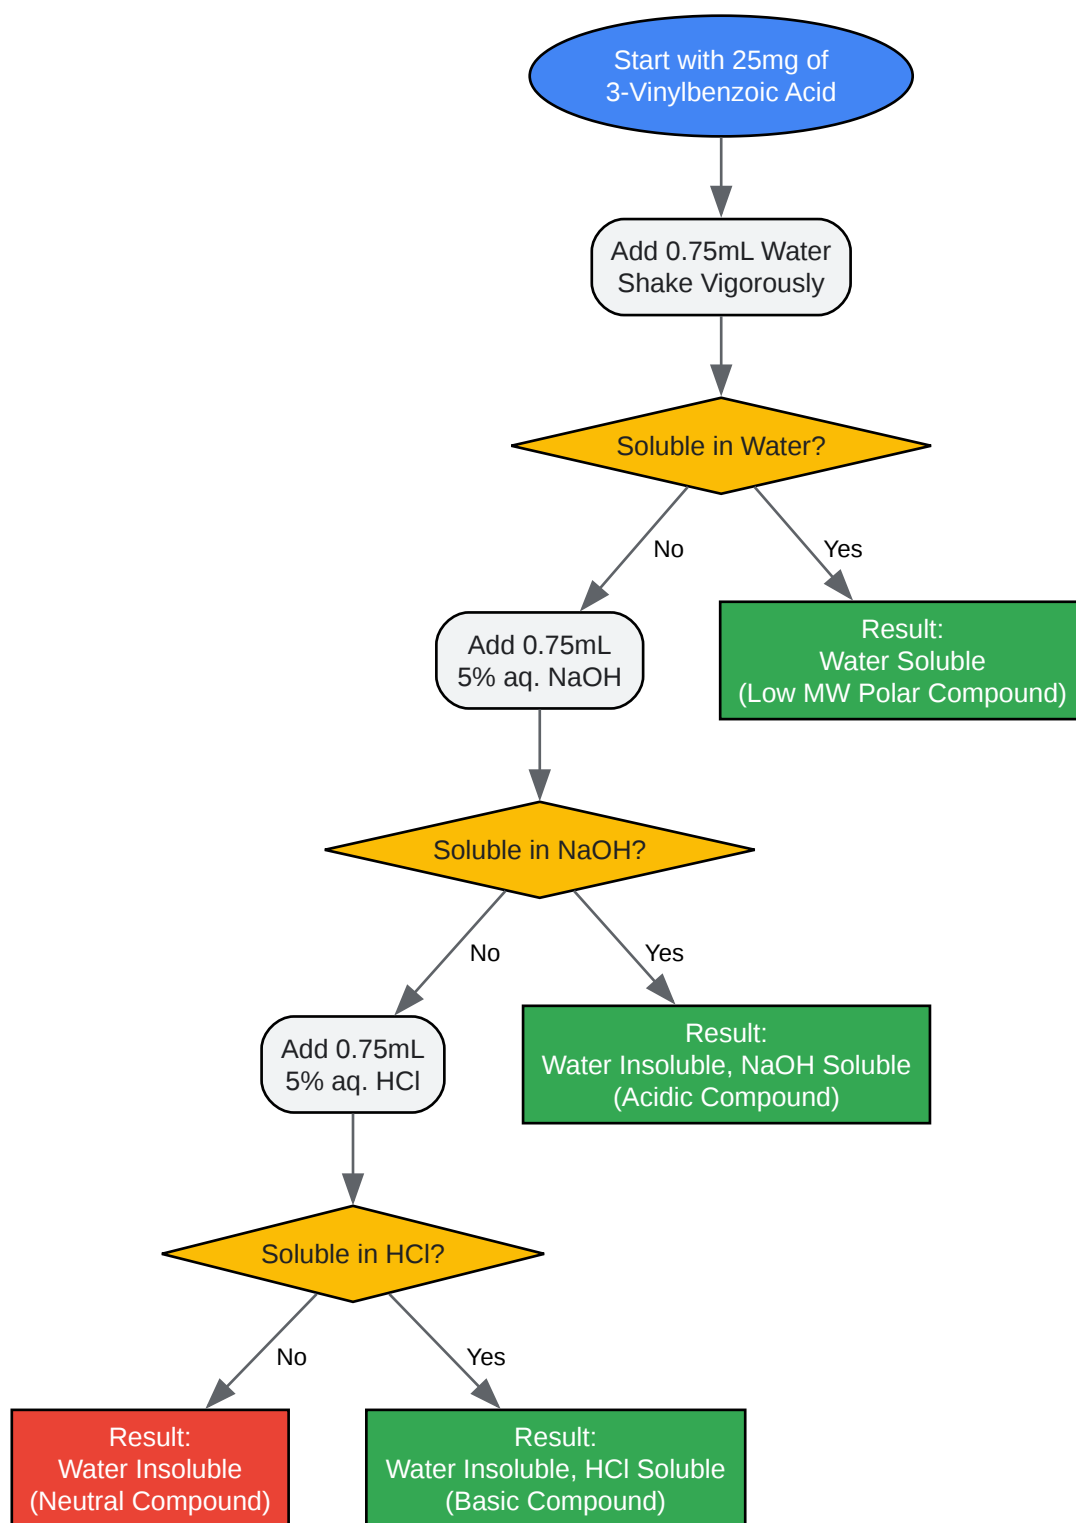 Start with 25mg of
3-Vinylbenzoic Acid
Add 0.75mL Water
Shake Vigorously
Soluble in Water?
No
Yes
Add 0.75mL
5% aq. NaOH
Result:
Water Soluble
(Low MW Polar Compound)
Soluble in NaOH?
No
Yes
Add 0.75mL
5% aq. HCl
Result:
Water Insoluble, NaOH Soluble
(Acidic Compound)
Soluble in HCl?
No
Yes
Result:
Water Insoluble
(Neutral Compound)
Result:
Water Insoluble, HCl Soluble
(Basic Compound)